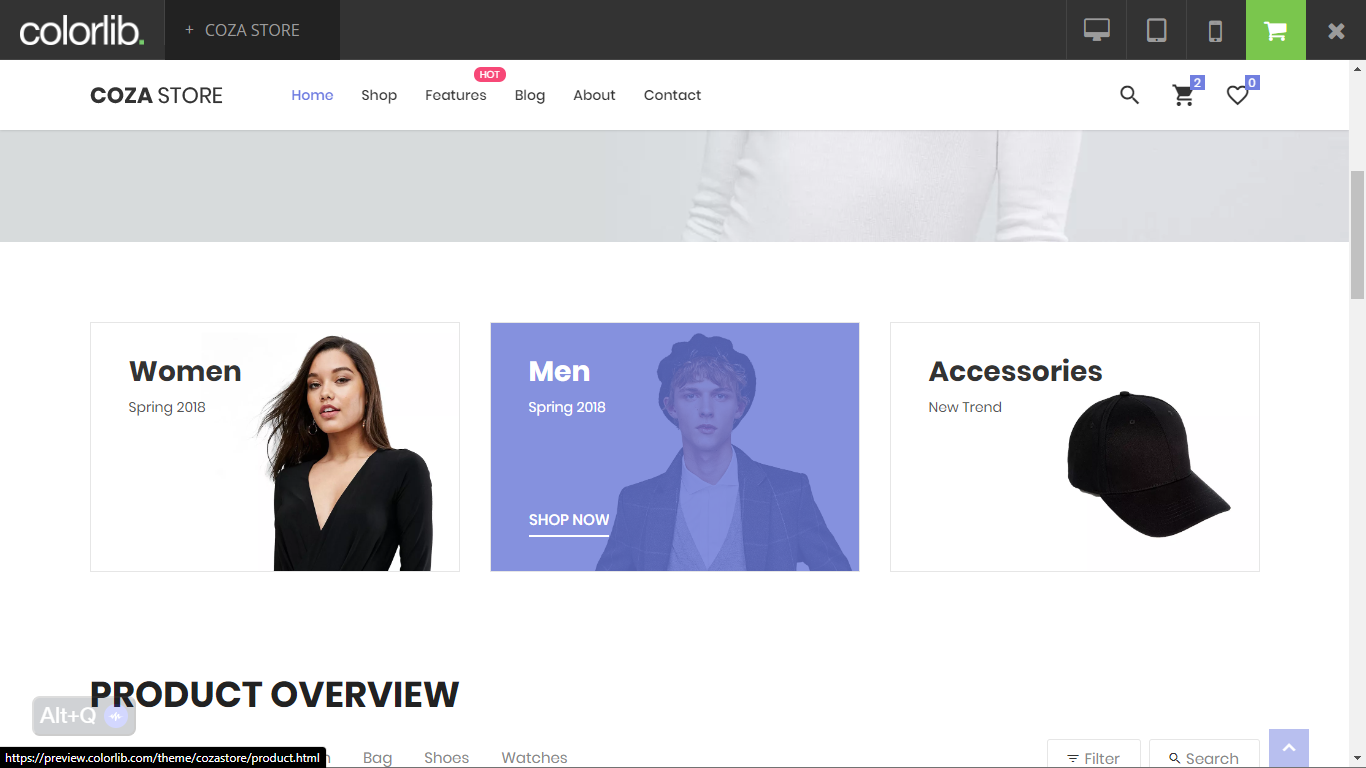 colorlib.
+ COZA STORE
HOT
COZA STORE
Home Shop Features Blog About Contact
2
0
Women
Spring 2018
Men
Spring 2018
SHOP NOW
Accessories
New Trend
PRODUCT OVERVIEW
Alt+Q
Bag Shoes Watches
Filter
Search
https://preview.colorlib.com/theme/cozastore/product.html